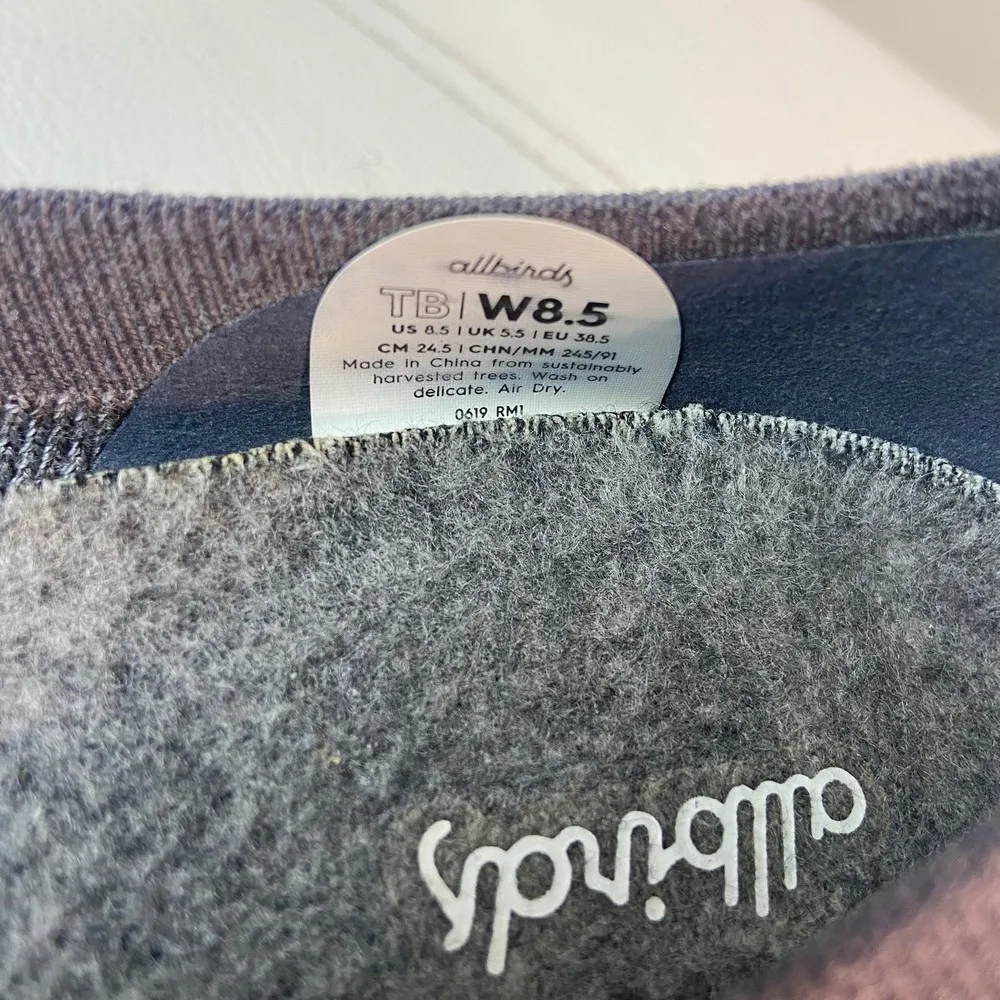 allbirds
TB | W8.5
US 8.5 | UK 5.5 | EU 38.5
CM 24.5 | CHN/MM 245/91
Made in China from sustainably
harvested trees. Wash on
delicate. Air Dry.
0619 RM1
allbirds